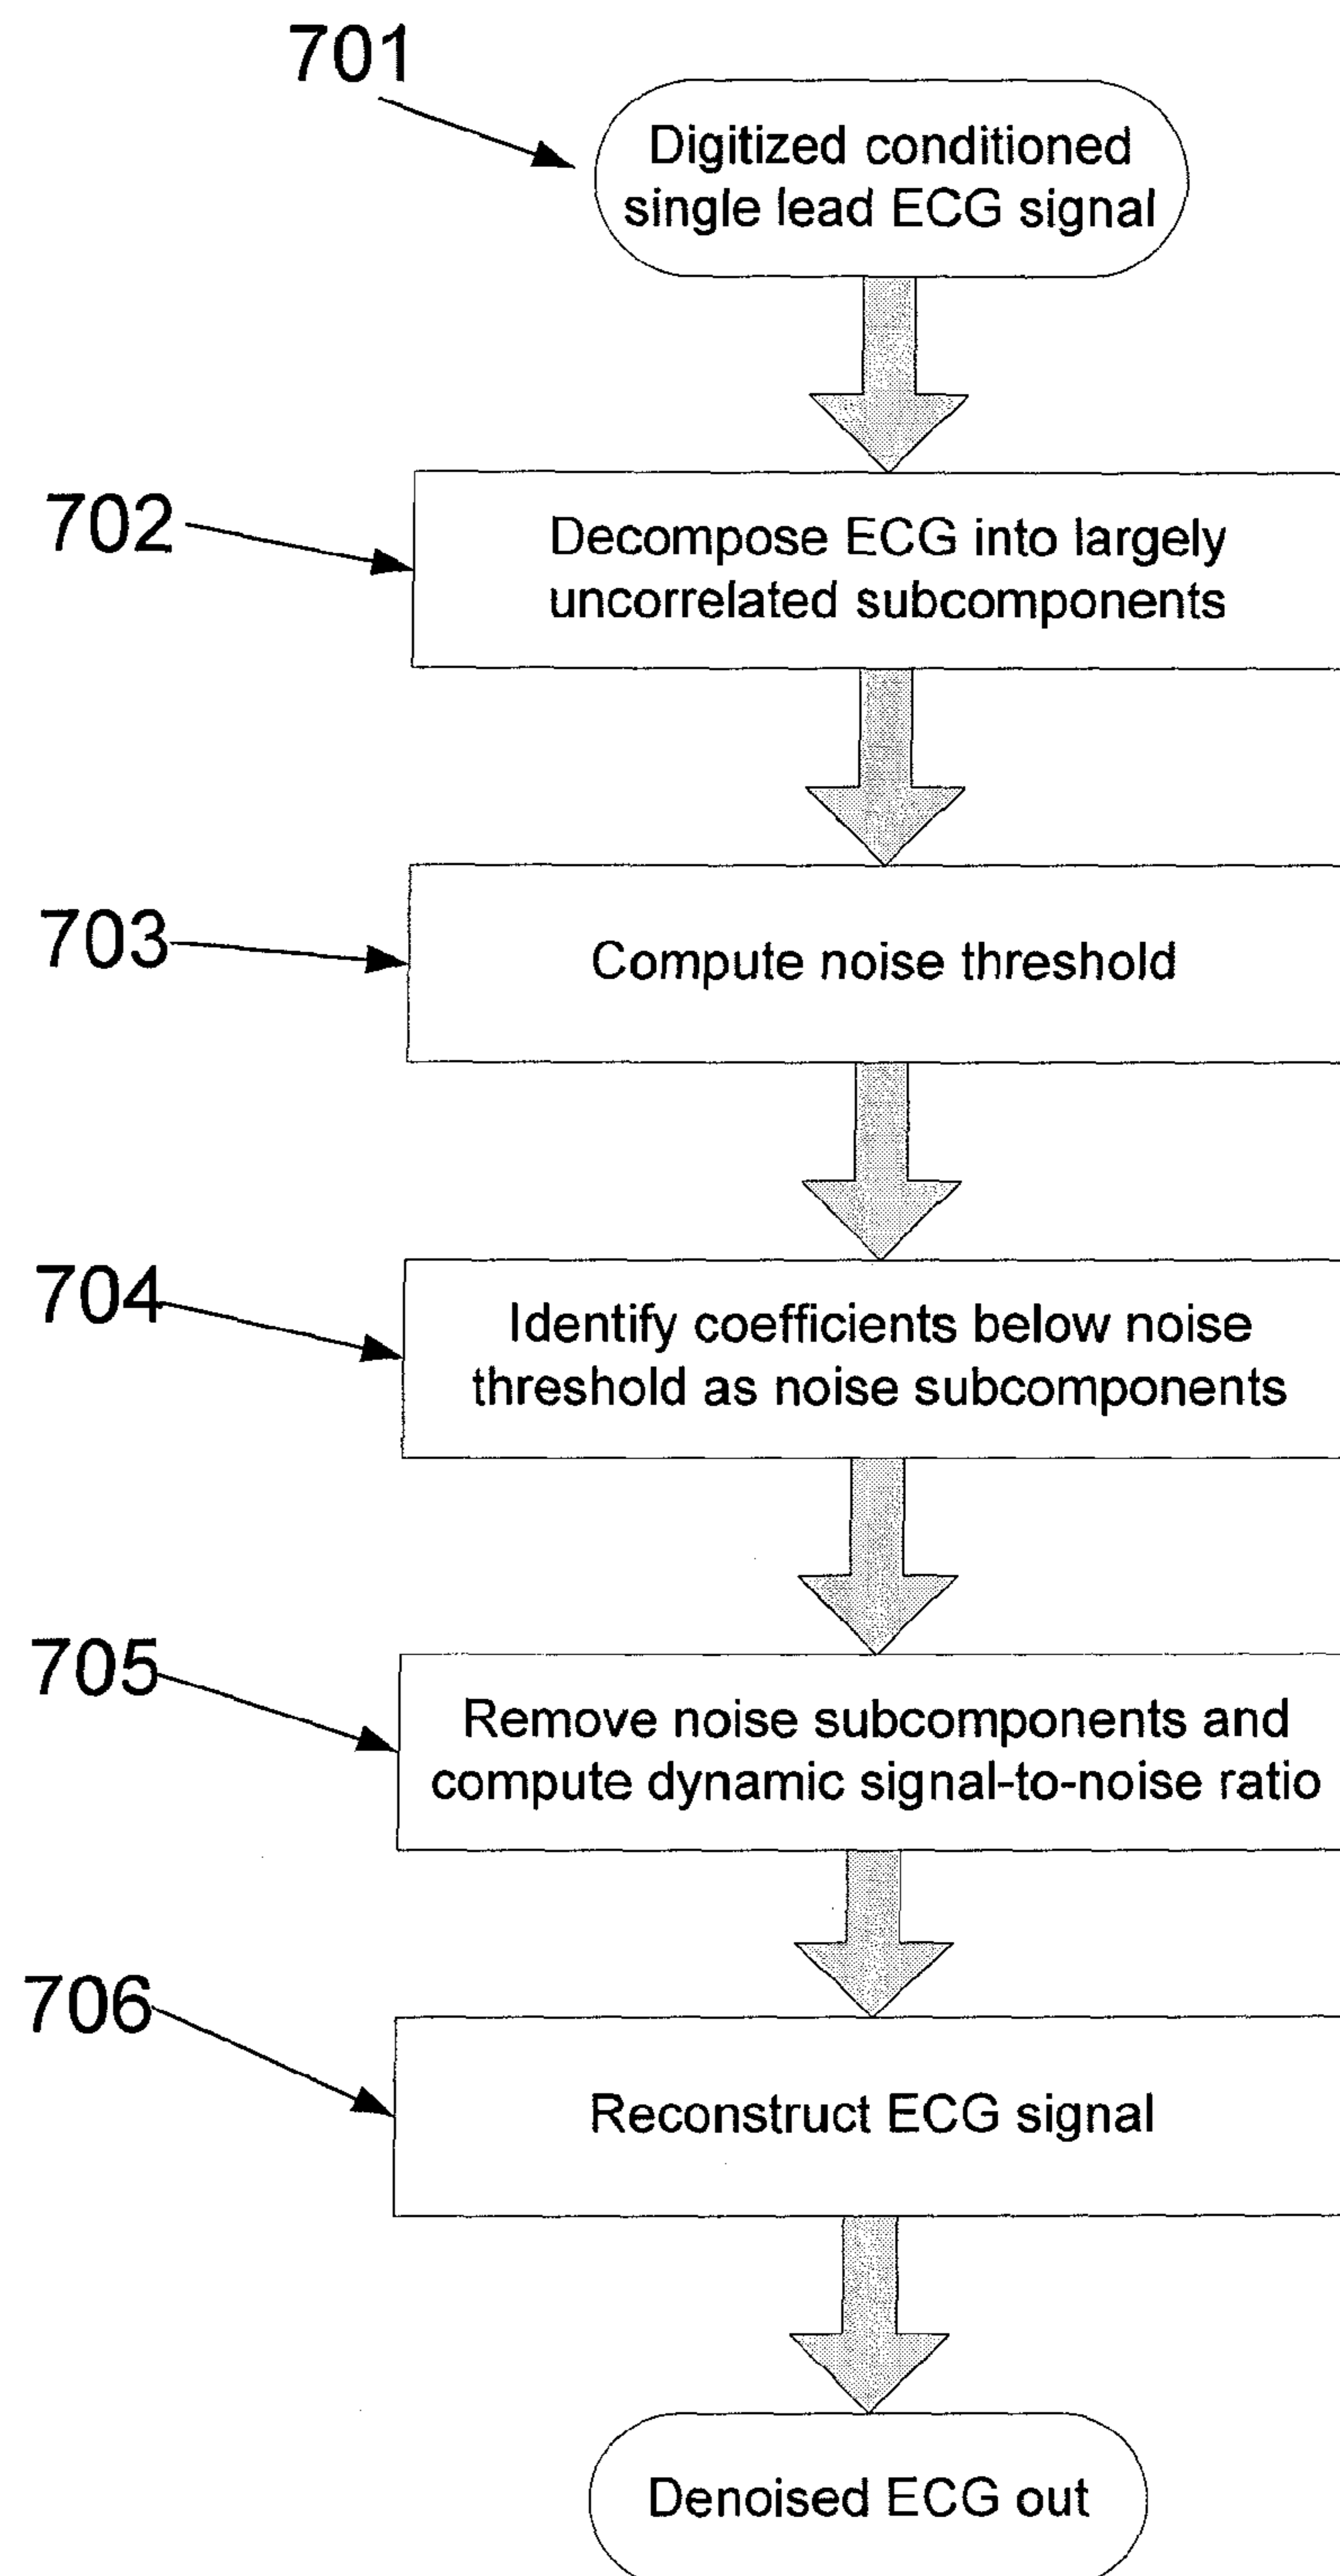 701
Digitized conditioned
single lead ECG signal
702
Decompose ECG into largely
uncorrelated subcomponents
703
Compute noise threshold
704
Identify coefficients below noise
threshold as noise subcomponents
705
Remove noise subcomponents and
compute dynamic signal-to-noise ratio
706
Reconstruct ECG signal
Denoised ECG out